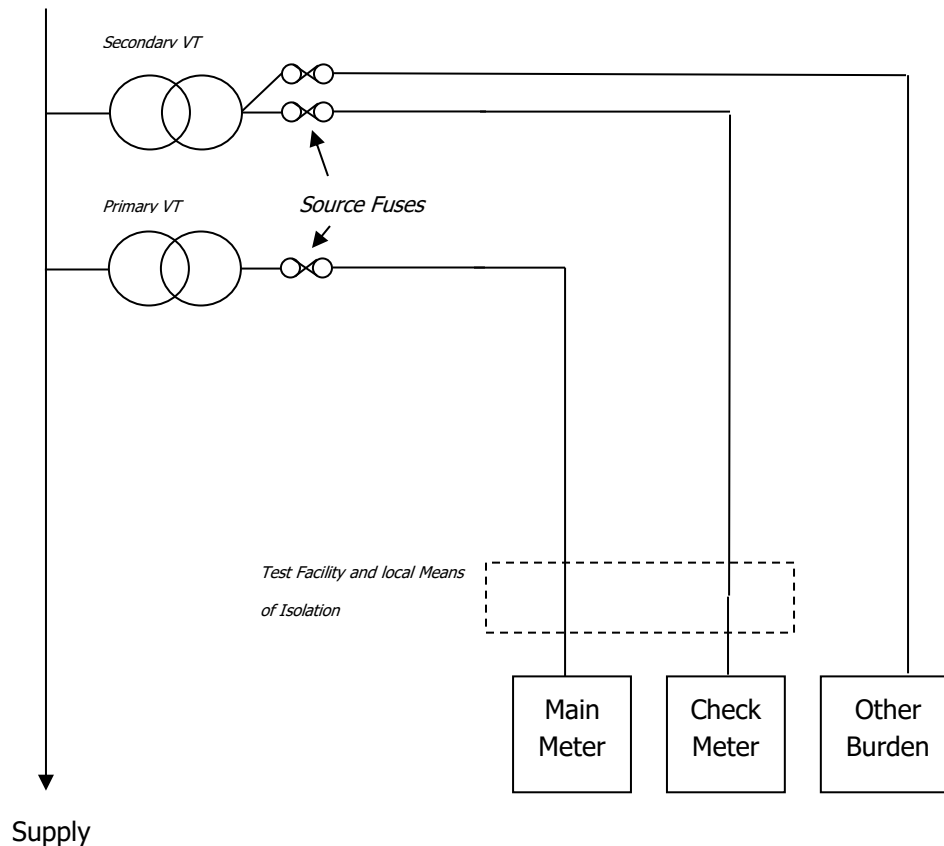 Secondary VT
Primary VT
Source Fuses
Test Facility and local Means
of Isolation
Main
Meter
Check
Meter
Other
Burden
Supply